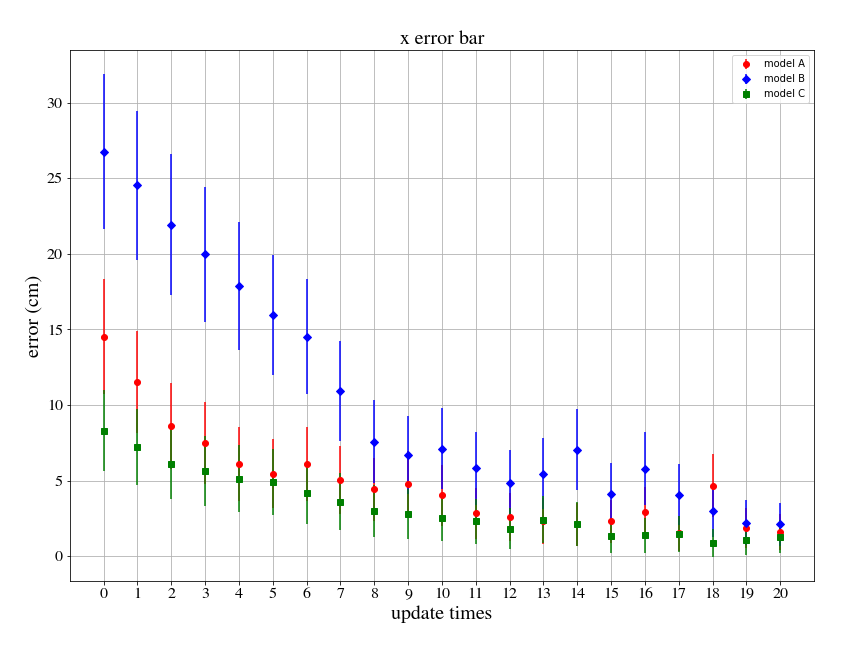 x error bar
model A
model B
model C
error (cm)
30
25
20
15
10
5
0
0 1 2 3 4 5 6 7 8 9 10 11 12 13 14 15 16 17 18 19 20
update times